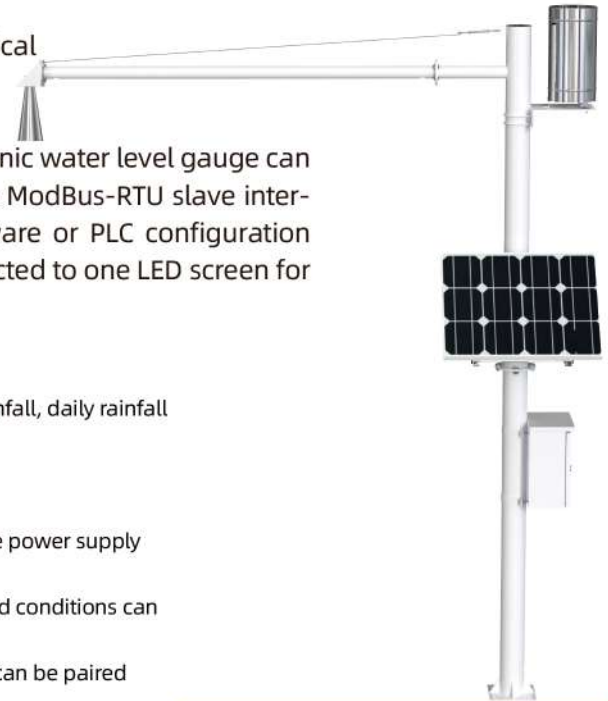 cal
nic water level gauge can
ModBus-RTU slave inter-
are or PLC configuration
cted to one LED screen for
nfall, daily rainfall
e power supply
d conditions can
can be paired